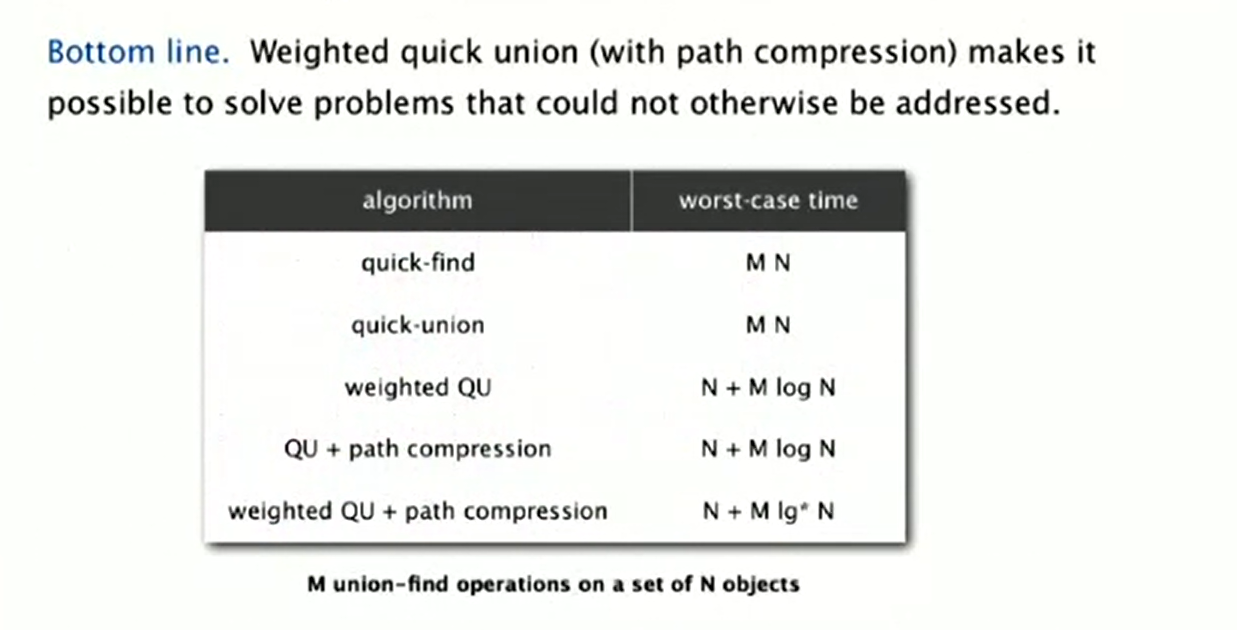 Bottom line. Weighted quick union (with path compression) makes it
possible to solve problems that could not otherwise be addressed.
algorithm worst-case time
quick-find M N
quick-union M N
weighted QU N + M log N
QU + path compression N + M log N
weighted QU + path compression N + M lg* N
M union-find operations on a set of N objects